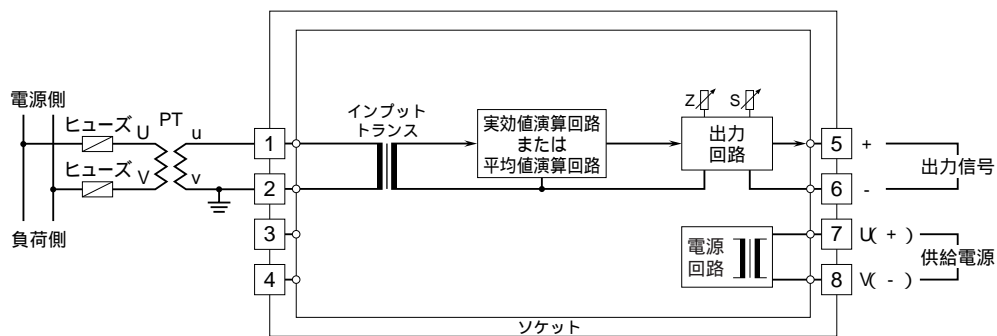 電源側
ヒューズ
U
PT
u
ヒューズ
V
v
負荷側
1
2
3
4
インプット
トランス
実効値演算回路
または
平均値演算回路
Z
S
出力
回路
電源
回路
5
+
6
-
出力信号
7
U( + )
8
V( - )
供給電源
ソケット